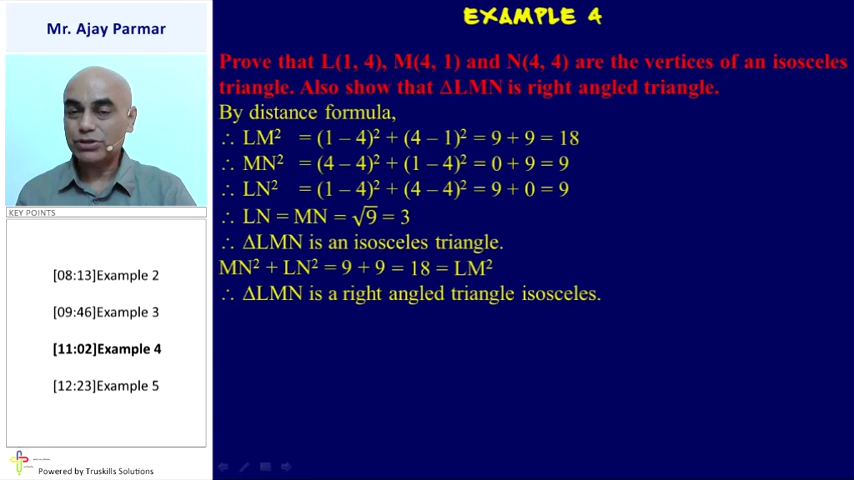 Mr. Ajay Parmar
KEY POINTS
[08:13]Example 2
[09:46]Example 3
[11:02]Example 4
[12:23]Example 5
Powered by Truskills Solutions
EXAMPLE 4
Prove that L(1, 4), M(4, 1) and N(4, 4) are the vertices of an isosceles
triangle. Also show that ΔLMN is right angled triangle.
By distance formula,
∴ LM² = (1 – 4)² + (4 – 1)² = 9 + 9 = 18
∴ MN² = (4 – 4)² + (1 – 4)² = 0 + 9 = 9
∴ LN² = (1 – 4)² + (4 – 4)² = 9 + 0 = 9
∴ LN = MN = √9 = 3
∴ ΔLMN is an isosceles triangle.
MN² + LN² = 9 + 9 = 18 = LM²
∴ ΔLMN is a right angled triangle isosceles.